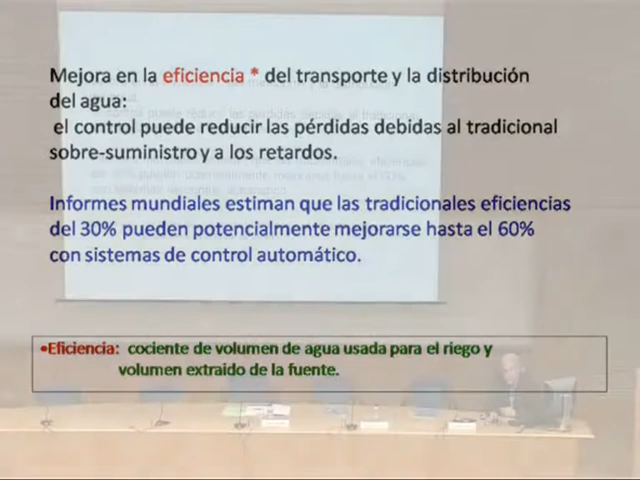 Mejora en la eficiencia * del transporte y la distribución
del agua:
el control puede reducir las pérdidas debidas al tradicional
sobre-suministro y a los retardos.
Informes mundiales estiman que las tradicionales eficiencias
del 30% pueden potencialmente mejorarse hasta el 60%
con sistemas de control automático.
•Eficiencia: cociente de volumen de agua usada para el riego y
volumen extraido de la fuente.